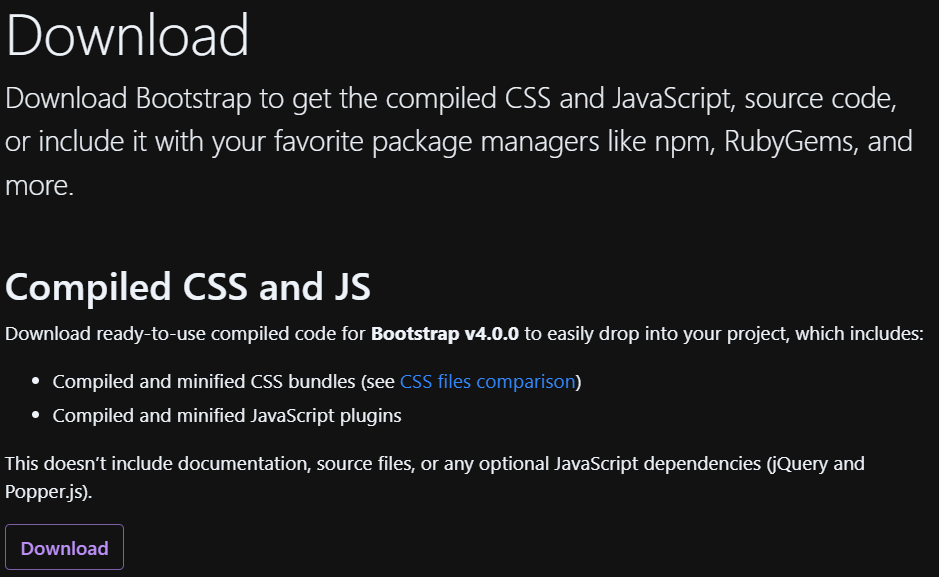 Download
Download Bootstrap to get the compiled CSS and JavaScript, source code,
or include it with your favorite package managers like npm, RubyGems, and
more.
Compiled CSS and JS
Download ready-to-use compiled code for Bootstrap v4.0.0 to easily drop into your project, which includes:
• Compiled and minified CSS bundles (see CSS files comparison)
• Compiled and minified JavaScript plugins
This doesn’t include documentation, source files, or any optional JavaScript dependencies (jQuery and
Popper.js).
Download